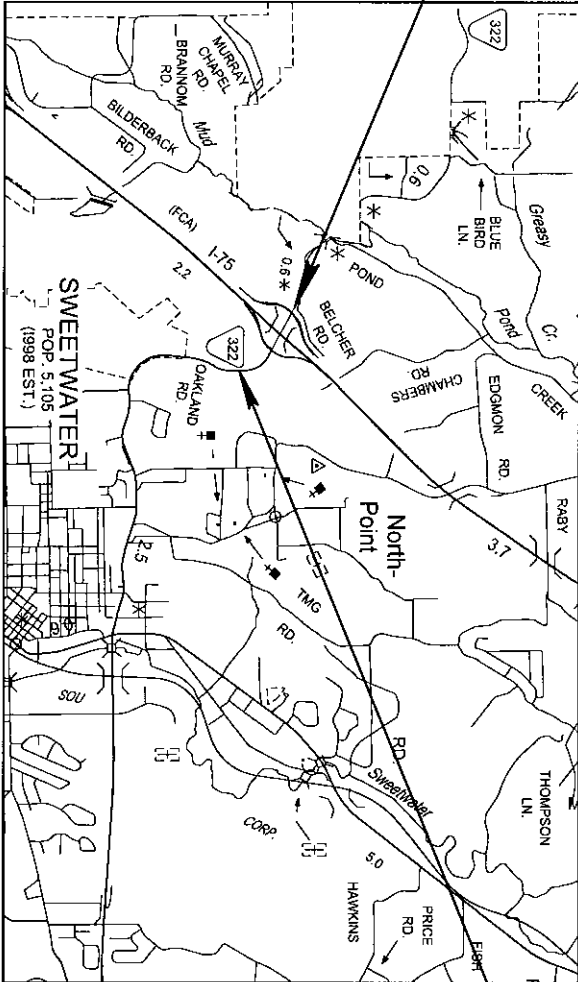 322
MURRAY
CHAPEL
RD.
BRANNOM
RD.
BILDERBACK
RD.
Mud
0.6
BLUE
BIRD
LN.
Greasy
Cr.
Pond
POND
CREEK
(FCA)
I-75
2.2
0.6 *
BELCHER
RD.
CHAMBERS
RD.
EDGMON
RD.
RABY
322
OAKLAND
RD.
SWEETWATER
POP. 5,105
(1998 EST.)
North-
Point
3.7
TMG
RD.
2.5
SOU
RD.
Sweetwater
THOMPSON
LN.
CORP.
5.0
HAWKINS
PRICE
RD.
FISH